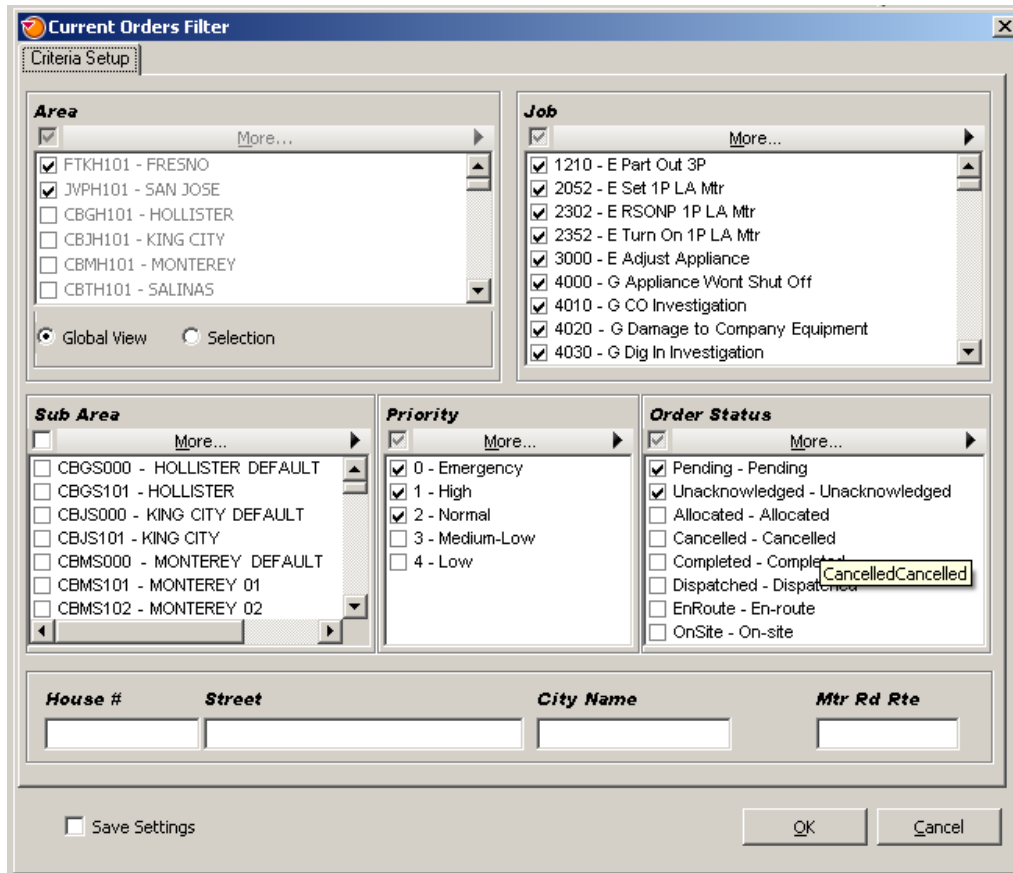 Current Orders Filter
Criteria Setup
Area
More...
FTKH101 - FRESNO
JVPH101 - SAN JOSE
CBGH101 - HOLLISTER
CBJH101 - KING CITY
CBMH101 - MONTEREY
CBTH101 - SALINAS
Global View Selection
Job
More...
1210 - E Part Out 3P
2052 - E Set 1P LA Mtr
2302 - E RSONP 1P LA Mtr
2352 - E Turn On 1P LA Mtr
3000 - E Adjust Appliance
4000 - G Appliance Wont Shut Off
4010 - G CO Investigation
4020 - G Damage to Company Equipment
4030 - G Dig In Investigation
Sub Area
More...
CBGS000 - HOLLISTER DEFAULT
CBGS101 - HOLLISTER
CBJS000 - KING CITY DEFAULT
CBJS101 - KING CITY
CBMS000 - MONTEREY DEFAULT
CBMS101 - MONTEREY 01
CBMS102 - MONTEREY 02
Priority
More...
0 - Emergency
1 - High
2 - Normal
3 - Medium-Low
4 - Low
Order Status
More...
Pending - Pending
Unacknowledged - Unacknowledged
Allocated - Allocated
Cancelled - Cancelled
Completed - Completed
CancelledCancelled
Dispatched - Dispatched
EnRoute - En-route
OnSite - On-site
House # Street City Name Mtr Rd Rte
Save Settings
OK Cancel